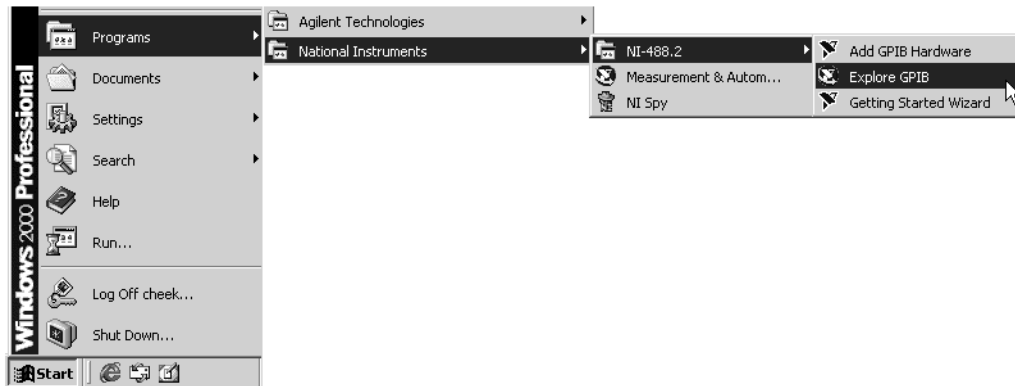 Programs
Documents
Settings
Search
Help
Run...
Log Off cheek...
Shut Down...
Windows 2000 Professional
Start
Agilent Technologies
National Instruments
NI-488.2
Measurement & Autom...
NI Spy
Add GPIB Hardware
Explore GPIB
Getting Started Wizard